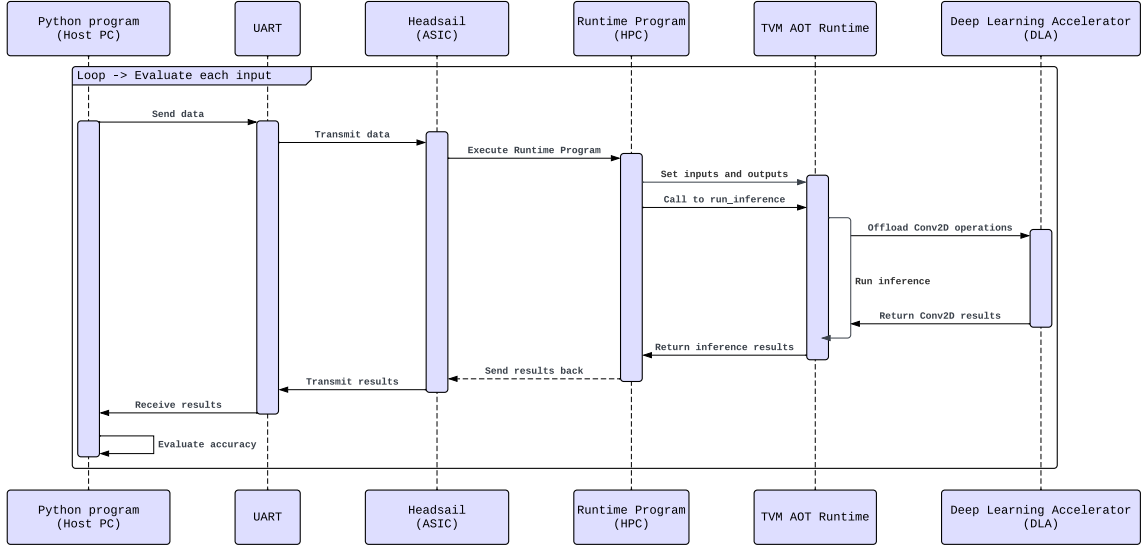 Python program
(Host PC)
UART
Headsail
(ASIC)
Runtime Program
(HPC)
TVM AOT Runtime
Deep Learning Accelerator
(DLA)
Loop -> Evaluate each input
Send data
Transmit data
Execute Runtime Program
Set inputs and outputs
Call to run_inference
Offload Conv2D operations
Run inference
Return Conv2D results
Return inference results
Send results back
Transmit results
Receive results
Evaluate accuracy
Python program
(Host PC)
UART
Headsail
(ASIC)
Runtime Program
(HPC)
TVM AOT Runtime
Deep Learning Accelerator
(DLA)